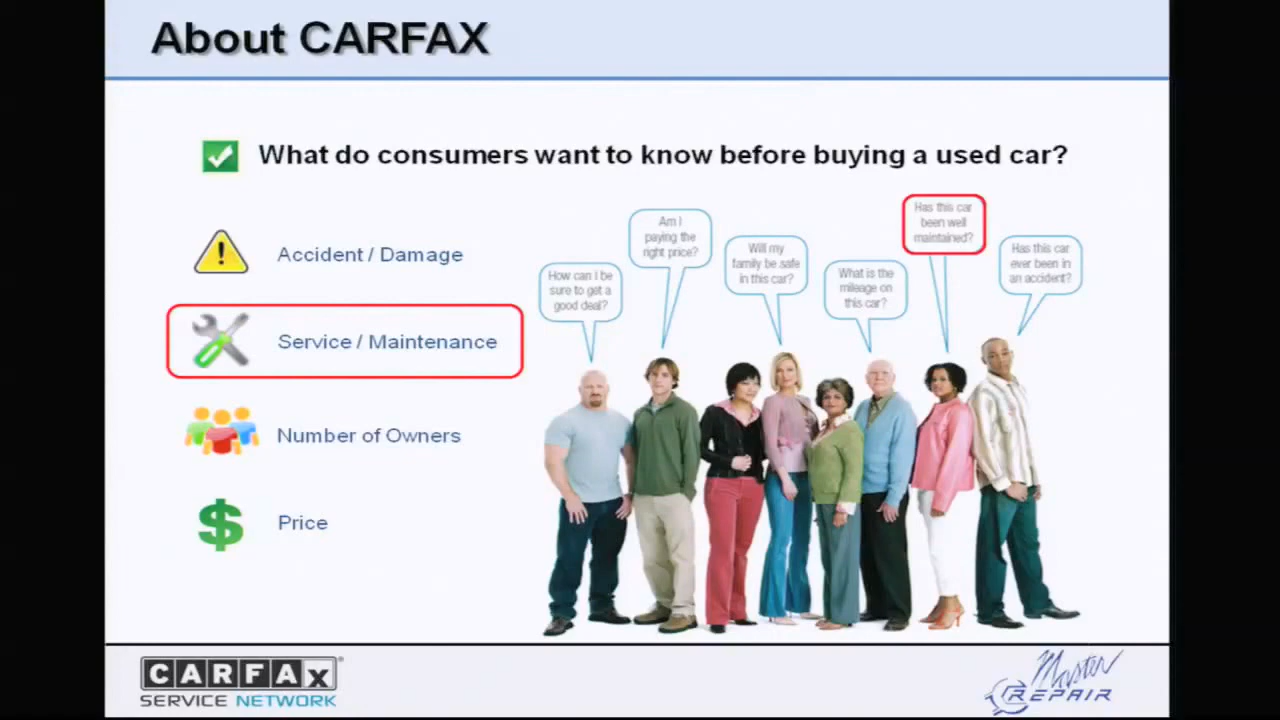 About CARFAX
What do consumers want to know before buying a used car?
Accident / Damage
Service / Maintenance
Number of Owners
Price
How can I be
sure to get a
good deal?
Am I
paying the
right price?
Will my
family be safe
in this car?
What is the
mileage on
this car?
Has this car
been well
maintained?
Has this car
ever been in
an accident?
CARFAX®
SERVICE NETWORK
Master
REPAIR